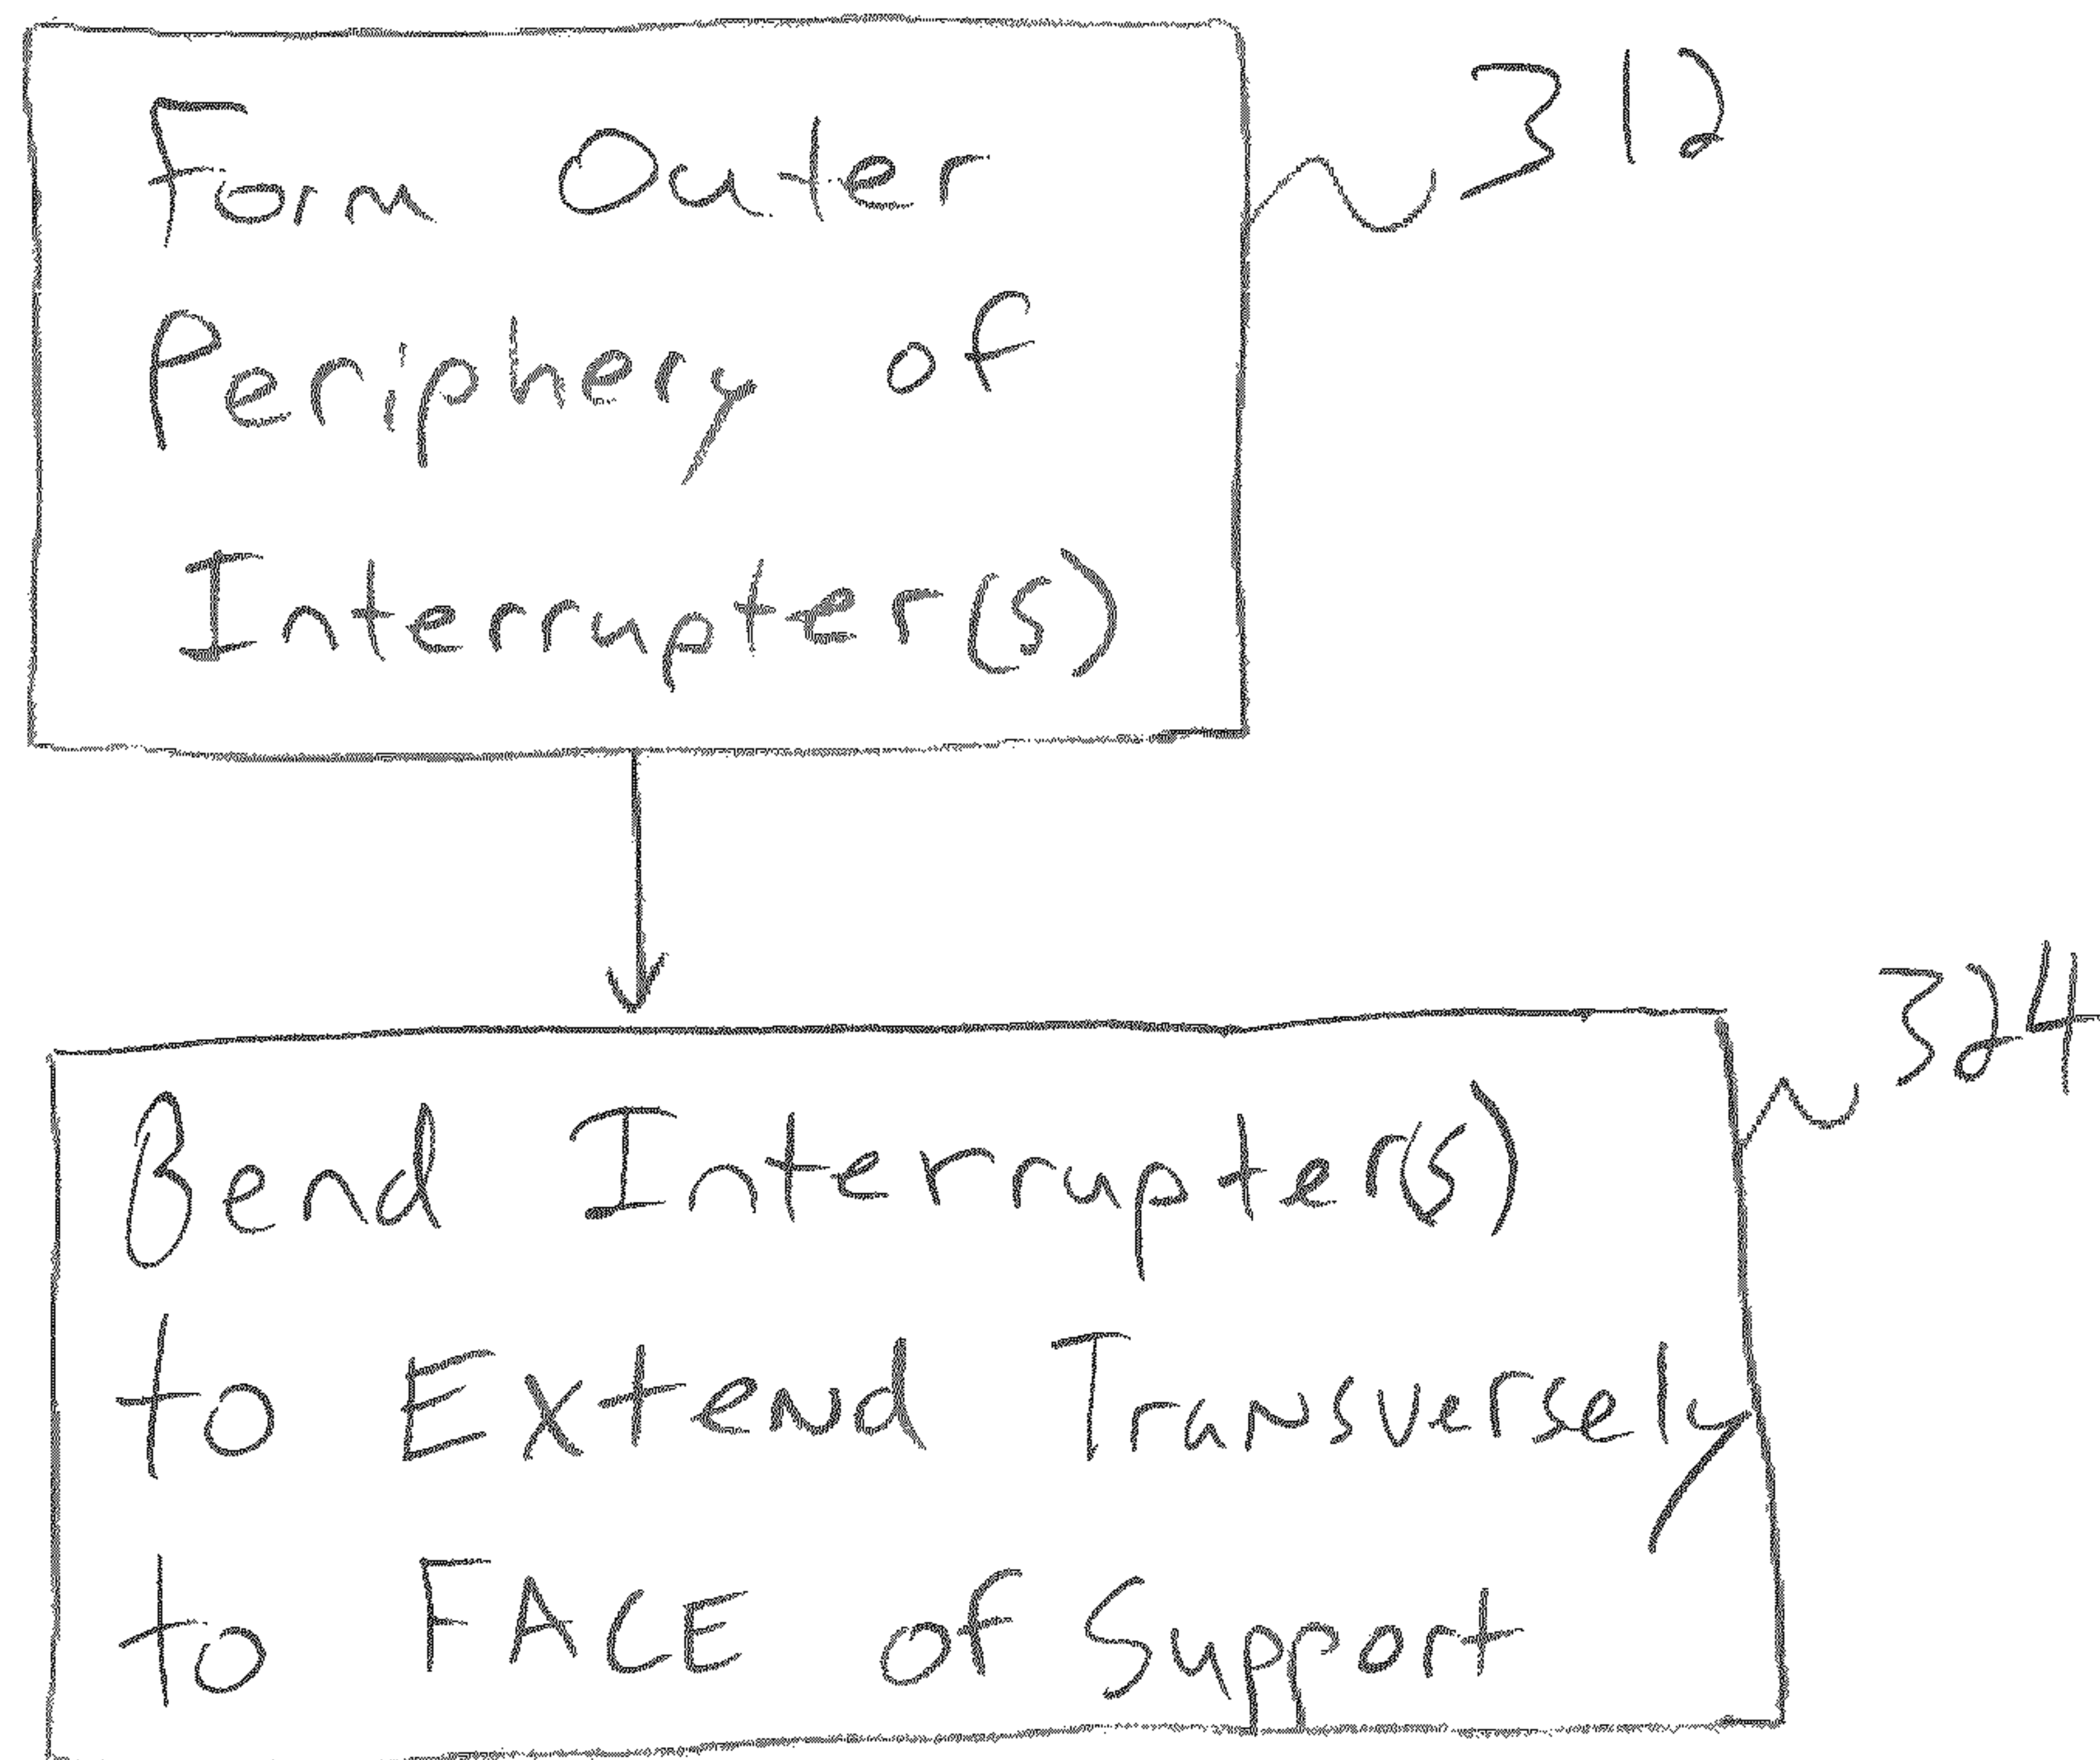 Form Outer
Periphery of
Interrupter(s)
312
Bend Interrupter(s)
to Extend Transversely
to FACE of Support
324